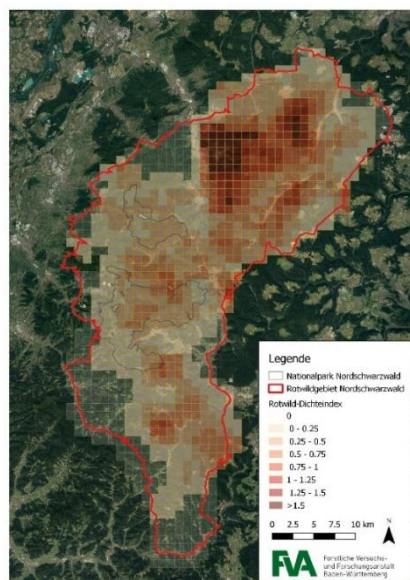 Legende
Nationalpark Nordschwarzwald
Rotwildgebiet Nordschwarzwald
Rotwild-Dichteindex
0
0 - 0.25
0.25 - 0.5
0.5 - 0.75
0.75 - 1
1 - 1.25
1.25 - 1.5
>1.5
0 2.5 5 7.5 10 km
N
FVA
Forstliche Versuchs-
und Forschungsanstalt
Baden-Württemberg